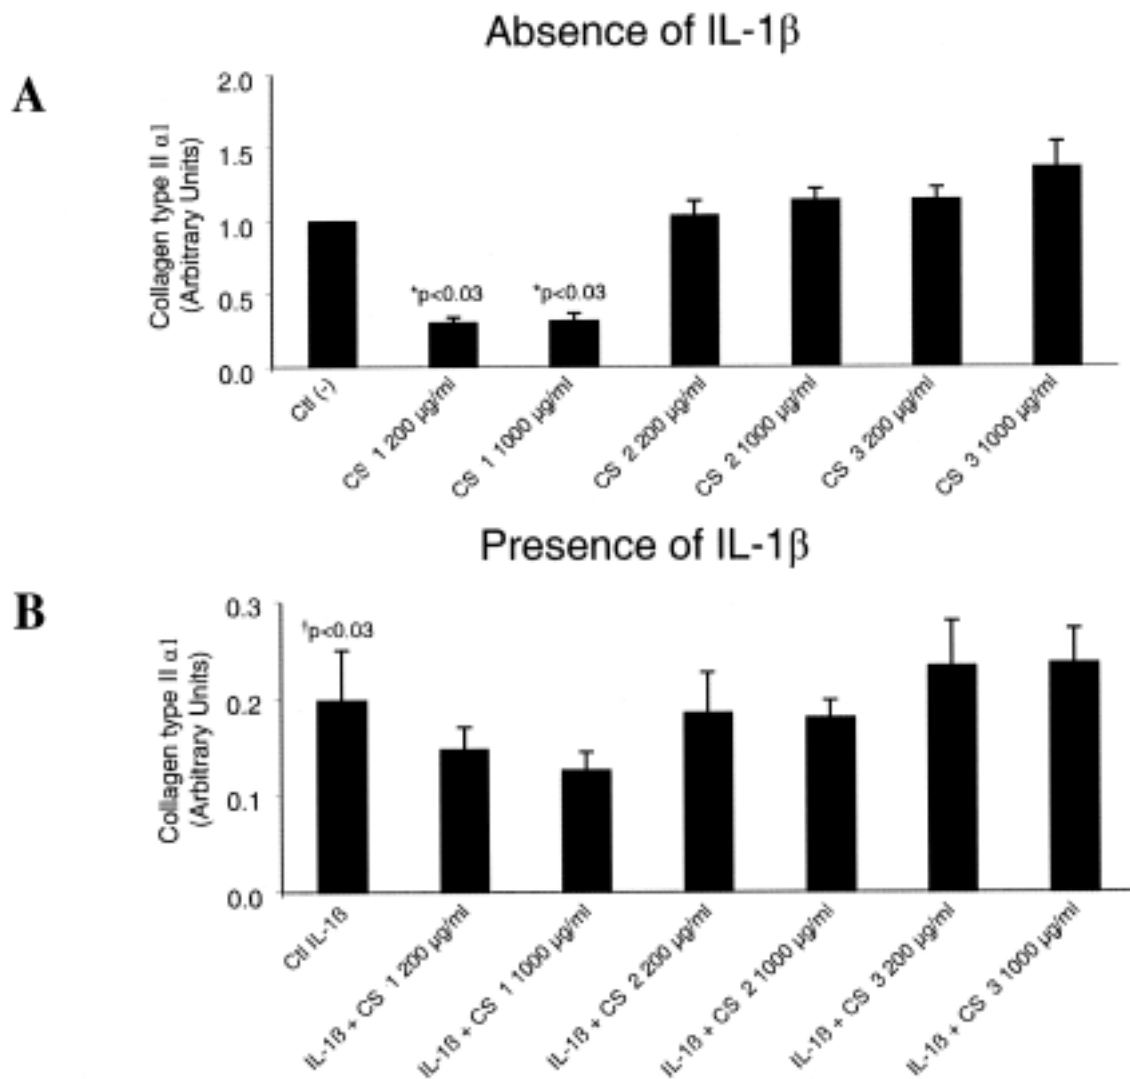 Absence of IL-1β
A
Collagen type II α1
(Arbitrary Units)
2.0
1.5
1.0
0.5
0.0
*p<0.03
*p<0.03
Ctl (-)
CS 1 200 µg/ml
CS 1 1000 µg/ml
CS 2 200 µg/ml
CS 2 1000 µg/ml
CS 3 200 µg/ml
CS 3 1000 µg/ml
Presence of IL-1β
B
Collagen type II α1
(Arbitrary Units)
0.3
0.2
0.1
0.0
†p<0.03
Ctl IL-1ß
IL-1ß + CS 1 200 µg/ml
IL-1ß + CS 1 1000 µg/ml
IL-1ß + CS 2 200 µg/ml
IL-1ß + CS 2 1000 µg/ml
IL-1ß + CS 3 200 µg/ml
IL-1ß + CS 3 1000 µg/ml